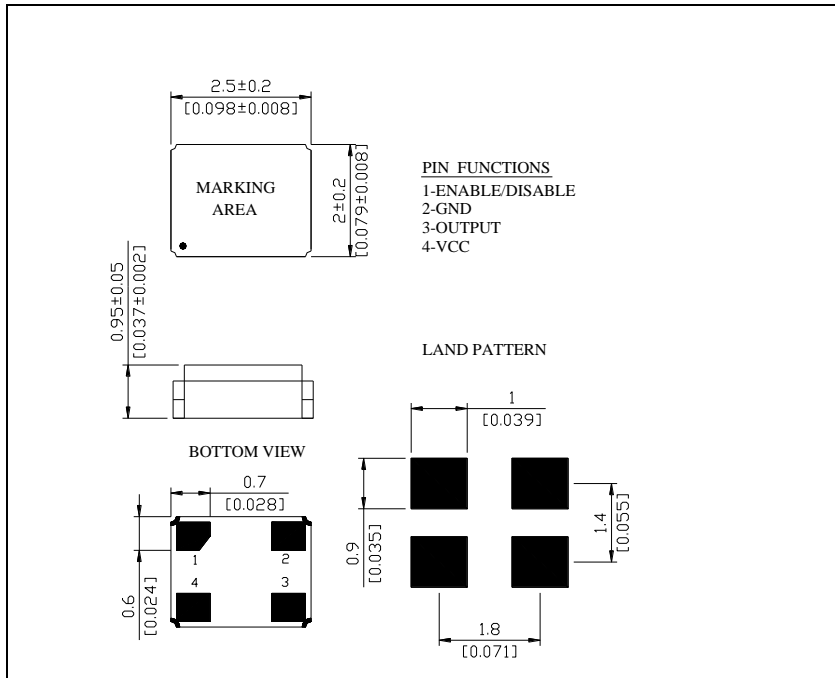 2.5±0.2
[0.098±0.008]
MARKING
AREA
2±0.2
[0.079±0.008]
PIN FUNCTIONS
1-ENABLE/DISABLE
2-GND
3-OUTPUT
4-VCC
0.95±0.05
[0.037±0.002]
LAND PATTERN
1
[0.039]
BOTTOM VIEW
0.7
[0.028]
0.9
[0.035]
1.4
[0.055]
1
2
4
3
0.6
[0.024]
1.8
[0.071]